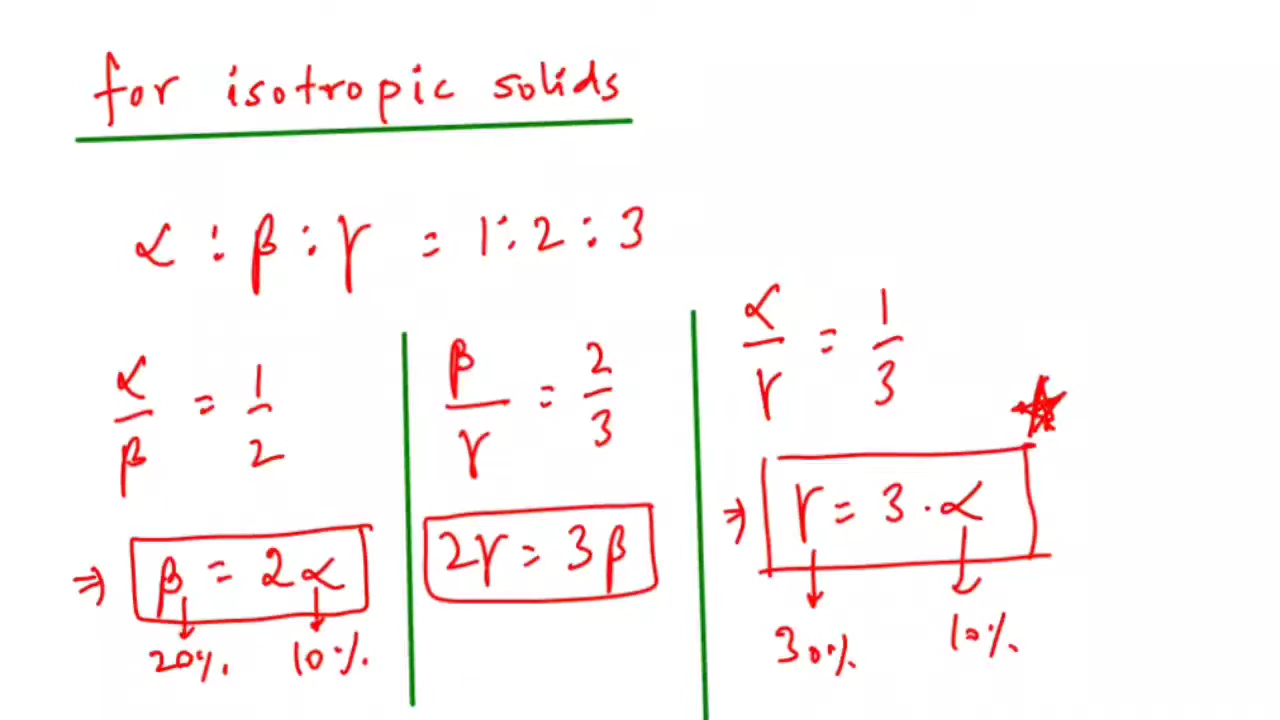 for isotropic solids
α : β : γ = 1 : 2 : 3
α/β = 1/2
⇒ β = 2α
20% 10%
β/γ = 2/3
2γ = 3β
α/γ = 1/3
⇒ γ = 3 · α
30% 10%